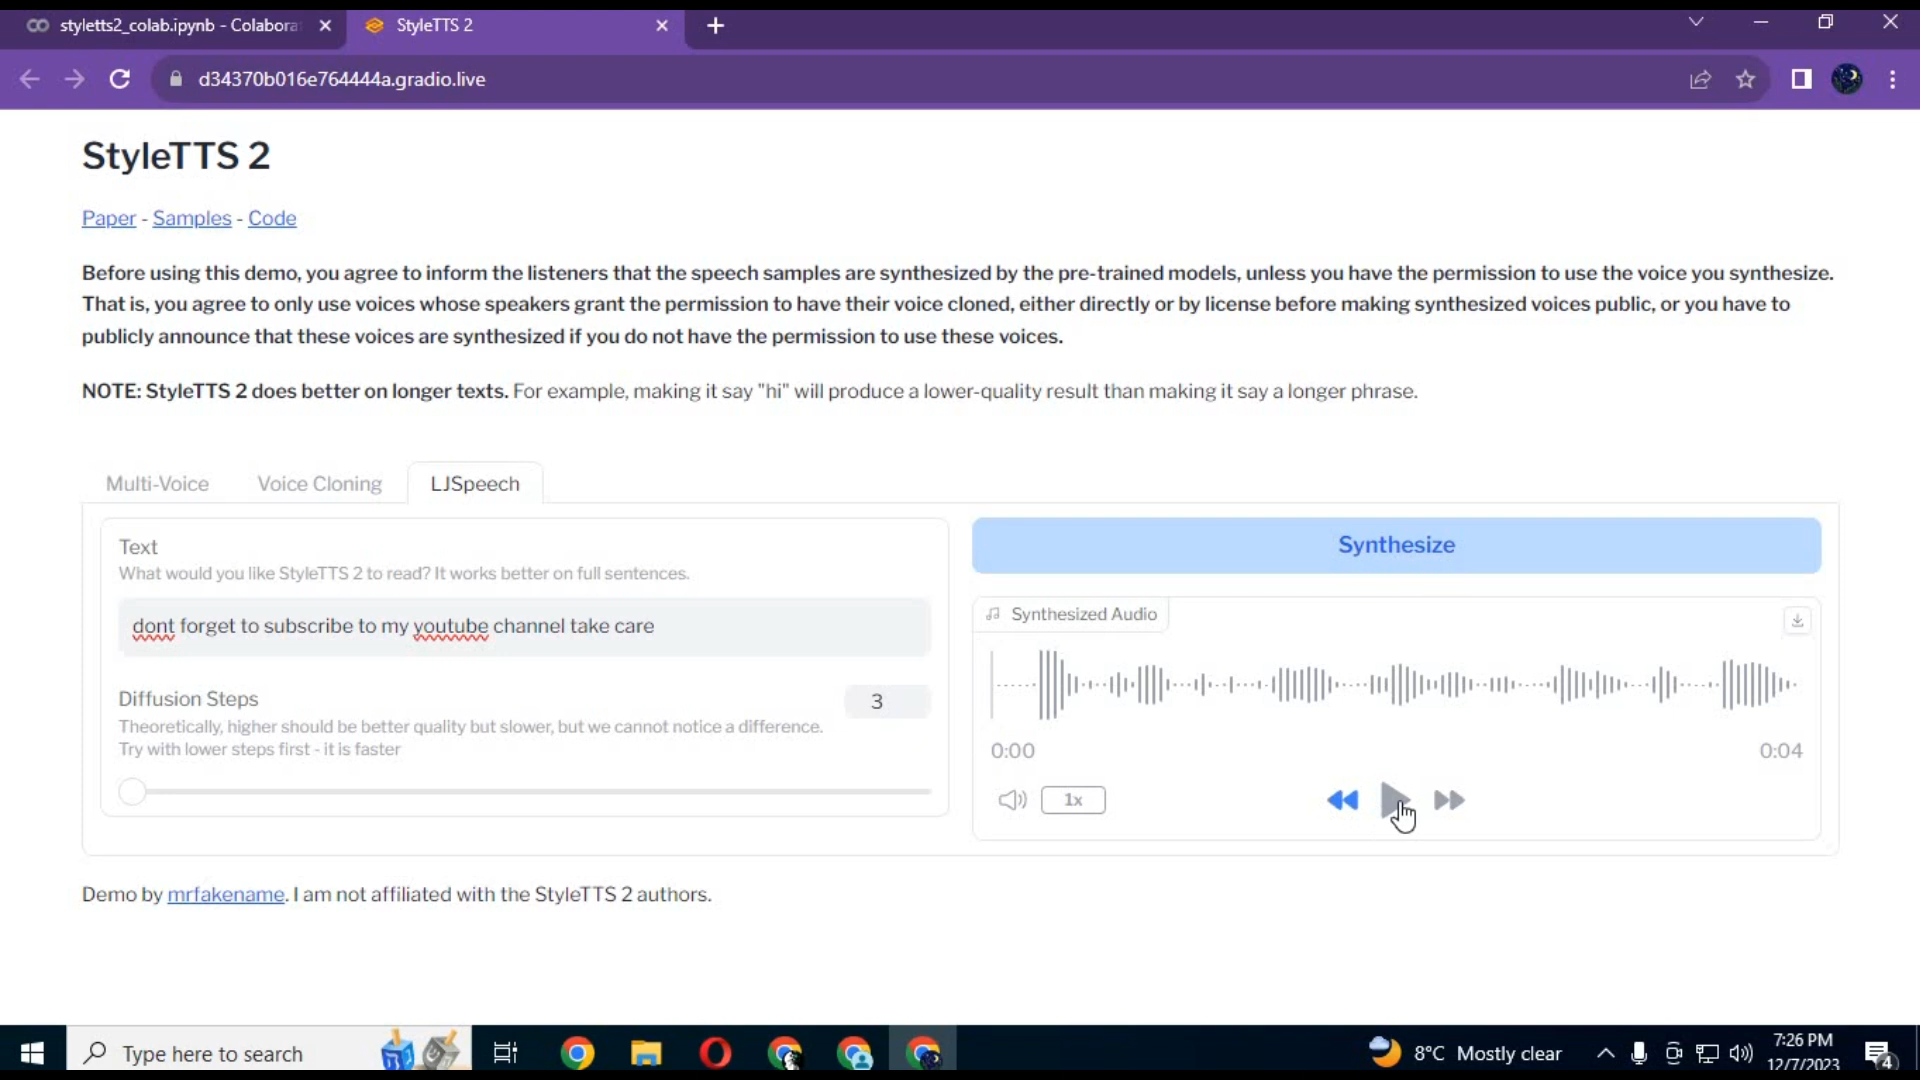 styletts2_colab.ipynb - Colabora
StyleTTS 2
d34370b016e764444a.gradio.live
StyleTTS 2
Paper - Samples - Code
Before using this demo, you agree to inform the listeners that the speech samples are synthesized by the pre-trained models, unless you have the permission to use the voice you synthesize.
That is, you agree to only use voices whose speakers grant the permission to have their voice cloned, either directly or by license before making synthesized voices public, or you have to
publicly announce that these voices are synthesized if you do not have the permission to use these voices.
NOTE: StyleTTS 2 does better on longer texts. For example, making it say "hi" will produce a lower-quality result than making it say a longer phrase.
Multi-Voice
Voice Cloning
LJSpeech
Text
What would you like StyleTTS 2 to read? It works better on full sentences.
dont forget to subscribe to my youtube channel take care
Diffusion Steps
3
Theoretically, higher should be better quality but slower, but we cannot notice a difference.
Try with lower steps first - it is faster
Synthesize
Synthesized Audio
0:00
0:04
1x
Demo by mrfakename. I am not affiliated with the StyleTTS 2 authors.
Type here to search
8°C Mostly clear
7:26 PM
12/7/2023
4